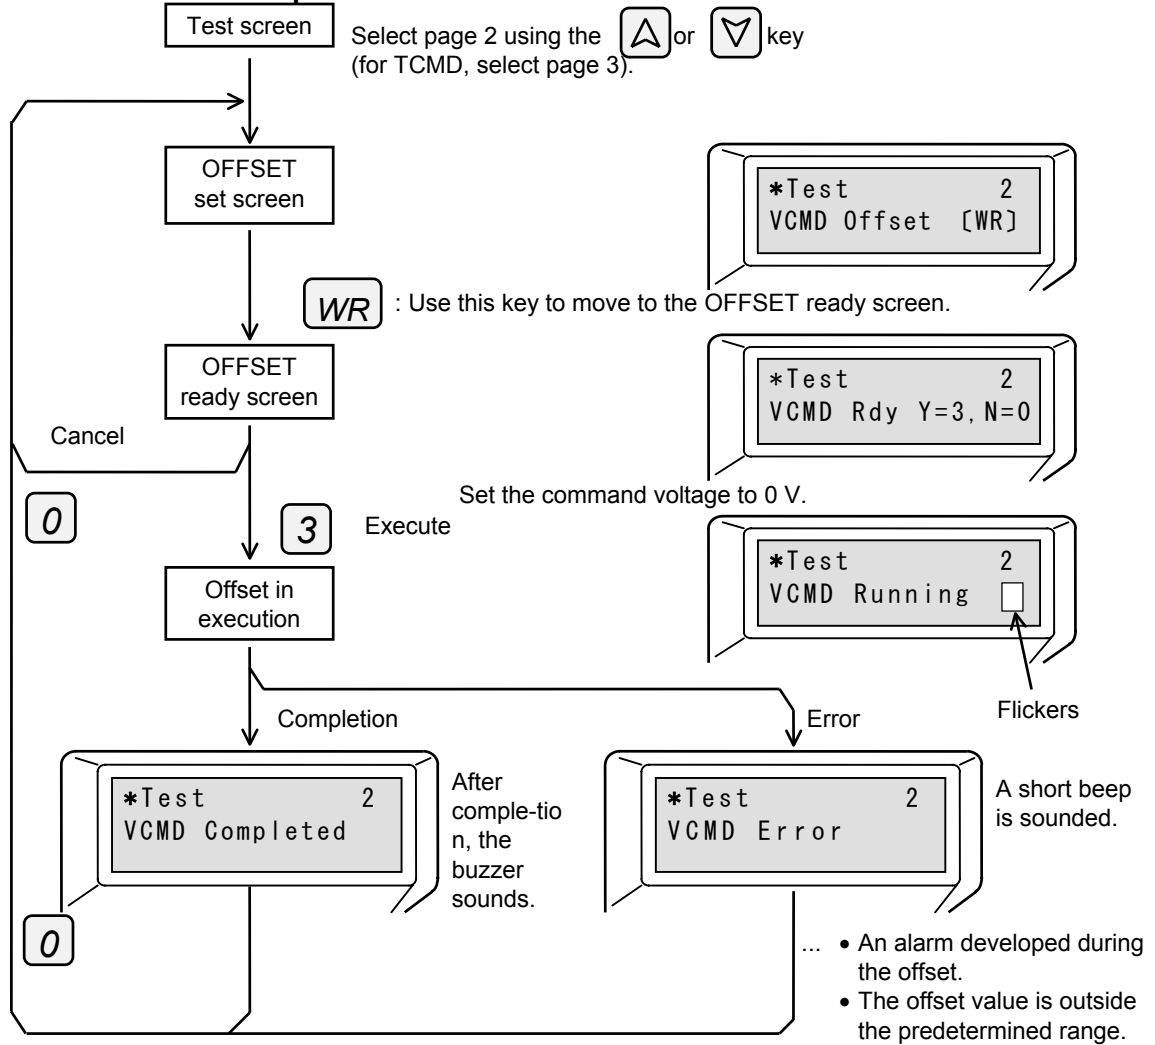 Test screen
Select page 2 using the or key
(for TCMD, select page 3).
OFFSET
set screen
*Test 2
VCMD Offset [WR]
WR : Use this key to move to the OFFSET ready screen.
OFFSET
ready screen
*Test 2
VCMD Rdy Y=3,N=0
Cancel
Set the command voltage to 0 V.
0
3 Execute
*Test 2
VCMD Running
Offset in
execution
Flickers
Completion
Error
*Test 2
VCMD Completed
After
comple-tio
n, the
buzzer
sounds.
*Test 2
VCMD Error
A short beep
is sounded.
0
... • An alarm developed during
the offset.
• The offset value is outside
the predetermined range.